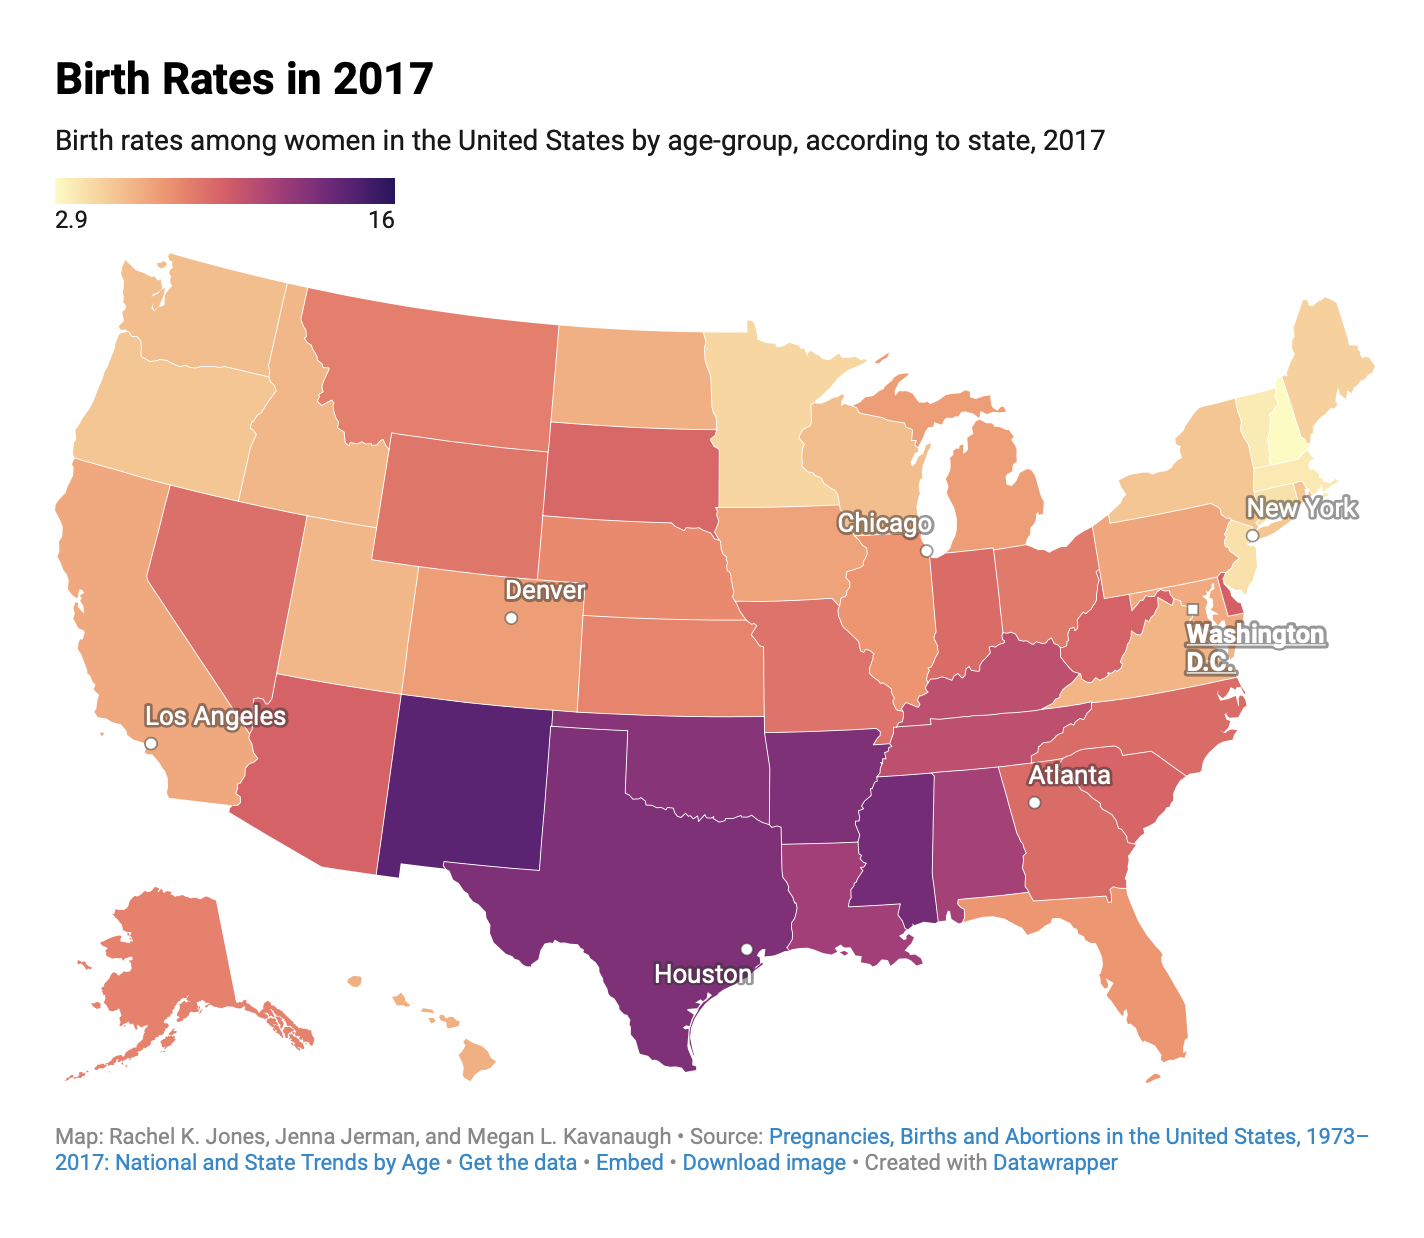 Birth Rates in 2017
Birth rates among women in the United States by age-group, according to state, 2017
2.9 16
Chicago
New York
Denver
Washington
D.C.
Los Angeles
Atlanta
Houston
Map: Rachel K. Jones, Jenna Jerman, and Megan L. Kavanaugh • Source: Pregnancies, Births and Abortions in the United States, 1973–
2017: National and State Trends by Age • Get the data • Embed • Download image • Created with Datawrapper